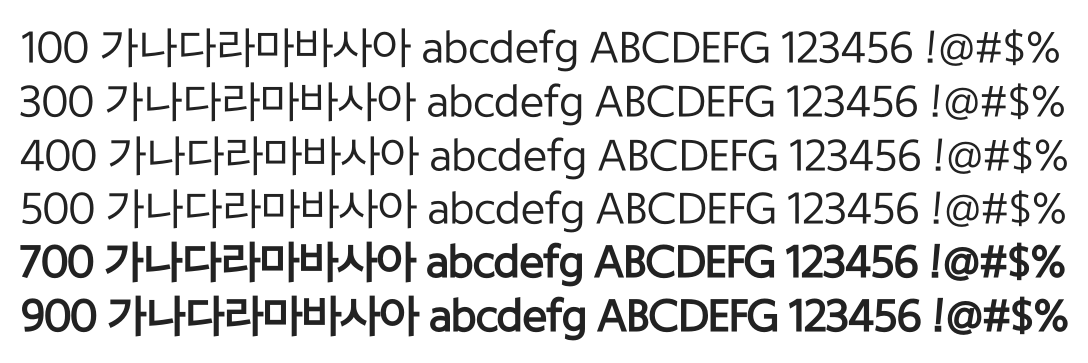 100 가나다라마바사아 abcdefg ABCDEFG 123456 !@#$%
300 가나다라마바사아 abcdefg ABCDEFG 123456 !@#$%
400 가나다라마바사아 abcdefg ABCDEFG 123456 !@#$%
500 가나다라마바사아 abcdefg ABCDEFG 123456 !@#$%
700 가나다라마바사아 abcdefg ABCDEFG 123456 !@#$%
900 가나다라마바사아 abcdefg ABCDEFG 123456 !@#$%